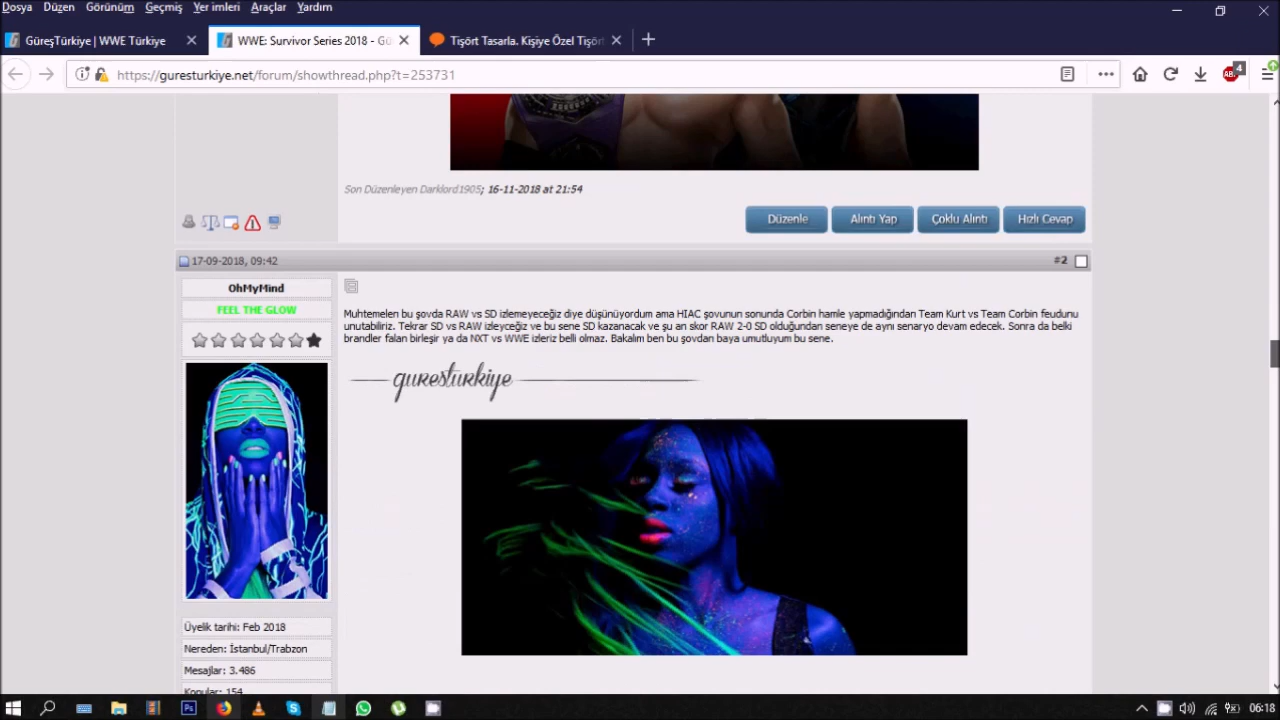 Dosya Düzen Görünüm Geçmiş Yer imleri Araçlar Yardım
GüreşTürkiye | WWE Türkiye
WWE: Survivor Series 2018 - Gü
Tişört Tasarla. Kişiye Özel Tişört
https://guresturkiye.net/forum/showthread.php?t=253731
ABP
4
Son Düzenleyen Darklord1905; 16-11-2018 at 21:54
Düzenle
Alıntı Yap
Çoklu Alıntı
Hızlı Cevap
17-09-2018, 09:42
#2
OhMyMind
FEEL THE GLOW
Muhtemelen bu şovda RAW vs SD izlemeyeceğiz diye düşünüyordum ama HIAC şovunun sonunda Corbin hamle yapmadığından Team Kurt vs Team Corbin feudunu
unutabiliriz. Tekrar SD vs RAW izleyceğiz ve bu sene SD kazanacak ve şu an skor RAW 2-0 SD olduğundan seneye de aynı senaryo devam edecek. Sonra da belki
brandler falan birleşir ya da NXT vs WWE izleriz belli olmaz. Bakalım ben bu şovdan baya umutluyum bu sene.
guresturkiye
Üyelik tarihi: Feb 2018
Nereden: İstanbul/Trabzon
Mesajlar: 3.486
Konular: 154
Ps
06:18